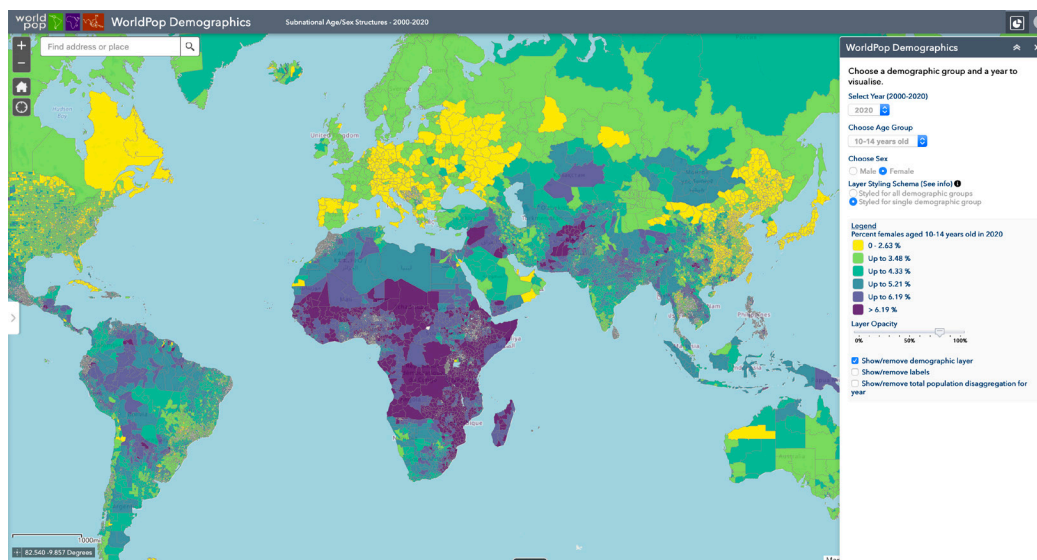 world
pop
WorldPop Demographics
Subnational Age/Sex Structures - 2000-2020
+
Find address or place
−
WorldPop Demographics
Choose a demographic group and a year to
visualise.
Select Year (2000-2020)
2020
Choose Age Group
10-14 years old
Choose Sex
Male
Female
Layer Styling Schema (See info)
Styled for all demographic groups
Styled for single demographic group
Legend
Percent females aged 10-14 years old in 2020
0 - 2.63 %
Up to 3.48 %
Up to 4.33 %
Up to 5.21 %
Up to 6.19 %
> 6.19 %
Layer Opacity
0%
50%
100%
Show/remove demographic layer
Show/remove labels
Show/remove total population disaggregation for
year
1000mi
82.540 -9.857 Degrees